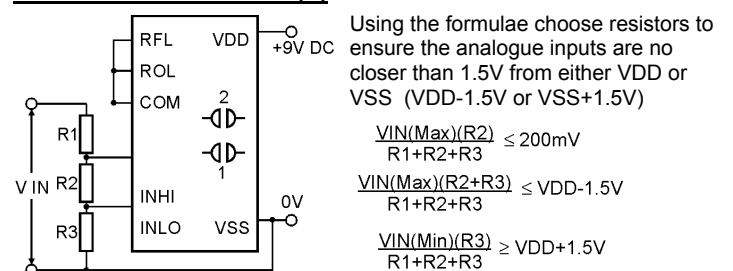 RFL
VDD
+9V DC
ROL
COM
2
R1
1
V IN
R2
INHI
0V
R3
INLO
VSS
Using the formulae choose resistors to
ensure the analogue inputs are no
closer than 1.5V from either VDD or
VSS (VDD-1.5V or VSS+1.5V)
VIN(Max)(R2)
R1+R2+R3
≤ 200mV
VIN(Max)(R2+R3)
R1+R2+R3
≤ VDD-1.5V
VIN(Min)(R3)
R1+R2+R3
≥ VDD+1.5V